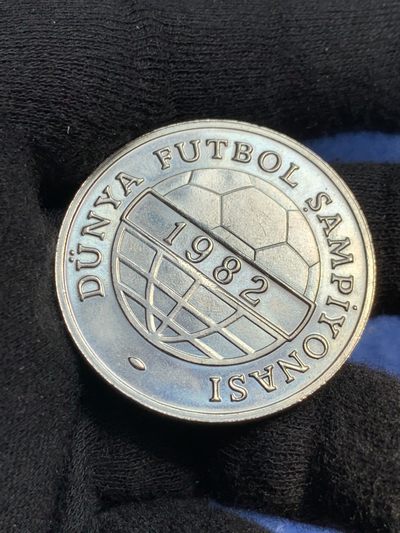 DÜNYA FUTBOL ŞAMPİYONASI
1982